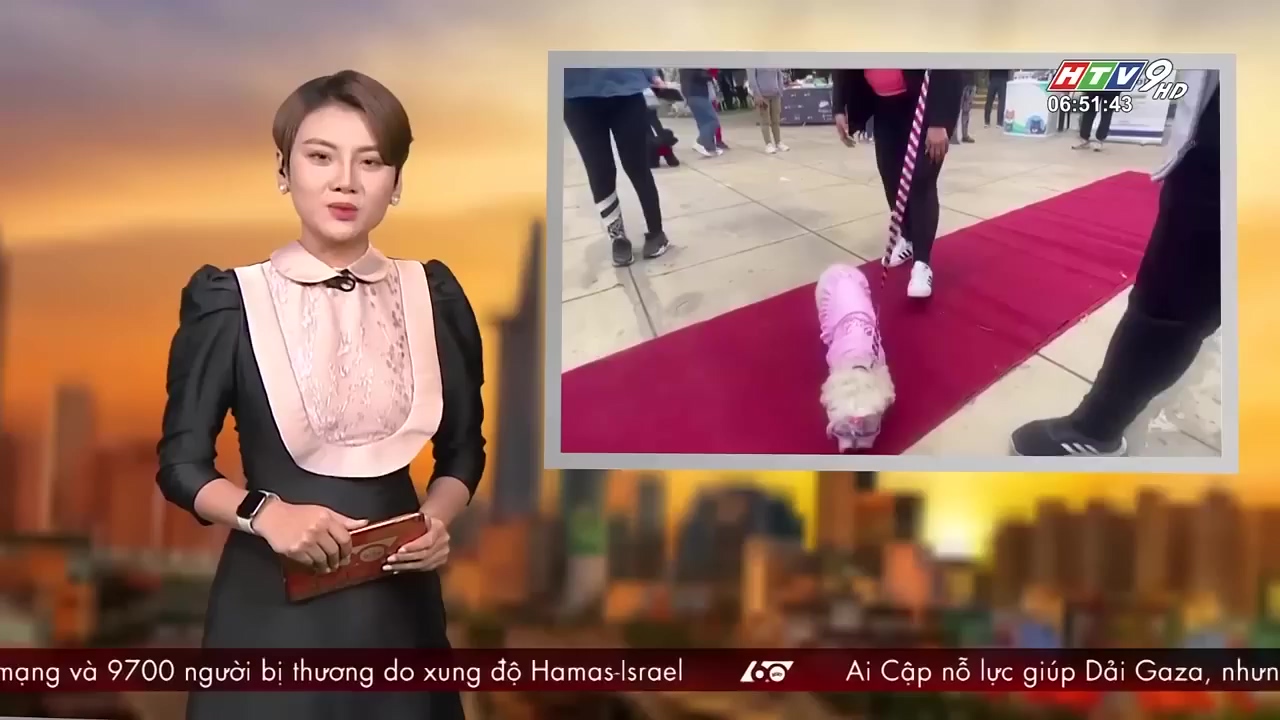 HTV9 HD
06:51:43
mạng và 9700 người bị thương do xung độ Hamas-Israel
60
Ai Cập nỗ lực giúp Dải Gaza, nhưn